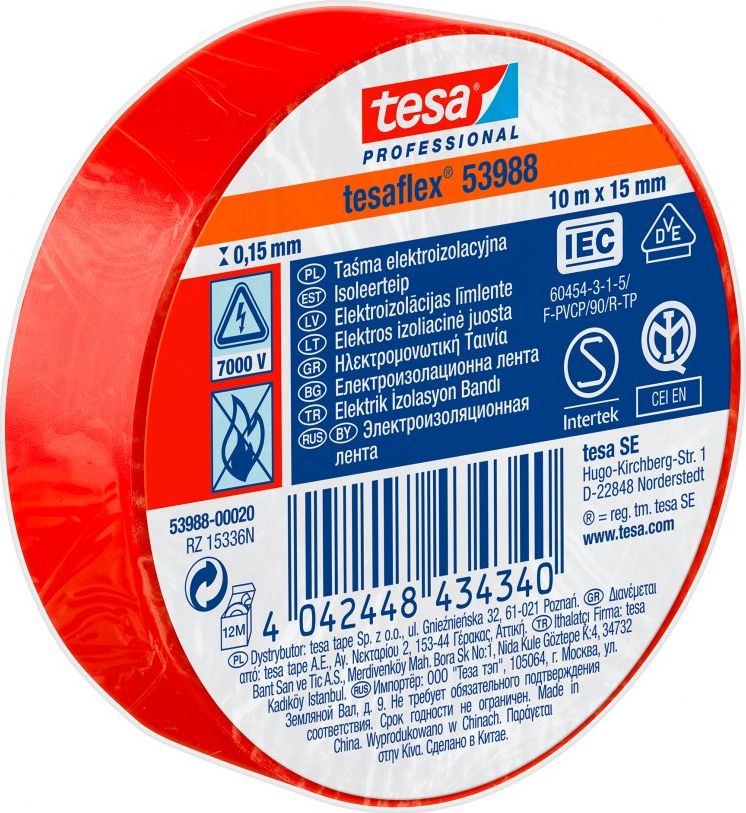 tesa®
PROFESSIONAL
tesaflex® 53988
10 m x 15 mm
0,15 mm
7000 V
PL Taśma elektroizolacyjna
EST Isoleerteip
LV Elektroizolācijas līmlente
LT Elektros izoliacinė juosta
GR Ηλεκτρομονωτική Ταινία
BG Електроизолационна лента
TR Elektrik İzolasyon Bandı
RUS BY Электроизоляционная
лента
IEC
DVE
60454-3-1-5/
F-PVCP/90/R-TP
S
Intertek
CEI EN
tesa SE
Hugo-Kirchberg-Str. 1
D-22848 Norderstedt
® = reg. tm. tesa SE
www.tesa.com
53988-00020
RZ 15336N
12M
4 042448 434340
PL Dystrybutor: tesa tape Sp. z o.o., ul. Gnieźnieńska 32, 61-021 Poznań. GR Διανέμεται
από: tesa tape A.E., Αγ. Νεκταρίου 2, 153-44 Γέρακας, Αττική. TR Ithalatçı Firma: tesa
Bant San ve Tic A.S., Merdivenköy Mah. Bora Sk No:1, Nida Kule Göztepe K:4, 34732
Kadıköy Istanbul. RUS Импортёр: ООО "Теза тэп", 105064, г. Москва, ул.
Земляной Вал, д. 9. Не требует обязательного подтверждения
соответствия. Срок годности не ограничен. Made in
China. Wyprodukowano w Chinach. Παράγεται
στην Κίνα. Сделано в Китае.